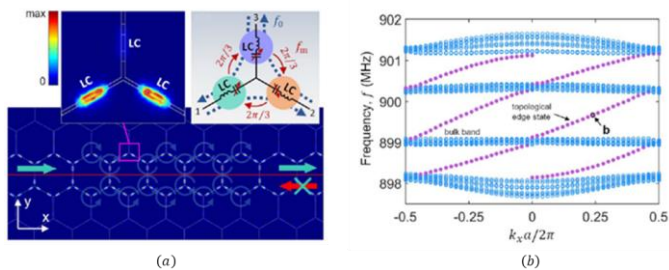 (a)
max
0
LC
LC
LC
3
f₀
2π/3
LC
2π/3
fₘ
LC
LC
1
2π/3
2
y
x
(a)
(b)
902
901
900
899
898
Frequency, f (MHz)
topological
edge state
b
bulk band
-0.5
-0.25
0
0.25
0.5
kₓa/2π
(b)